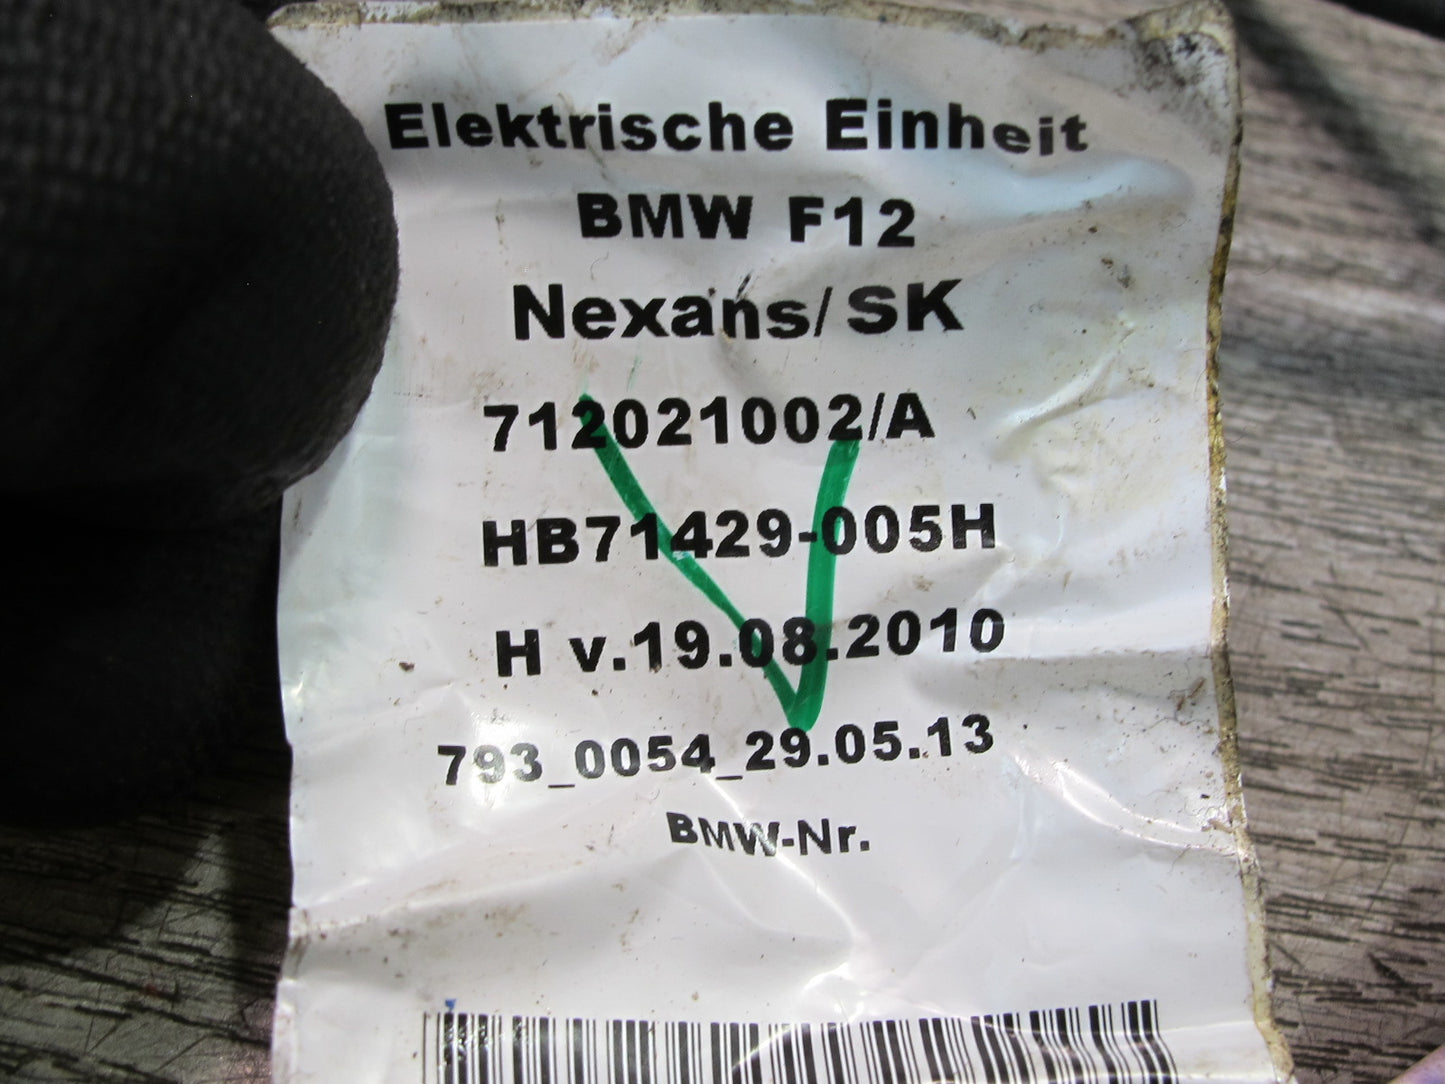 Elektrische Einheit
BMW F12
Nexans/SK
712021002/A
HB71429-005H
H v.19.08.2010
793_0054_29.05.13
BMW-Nr.